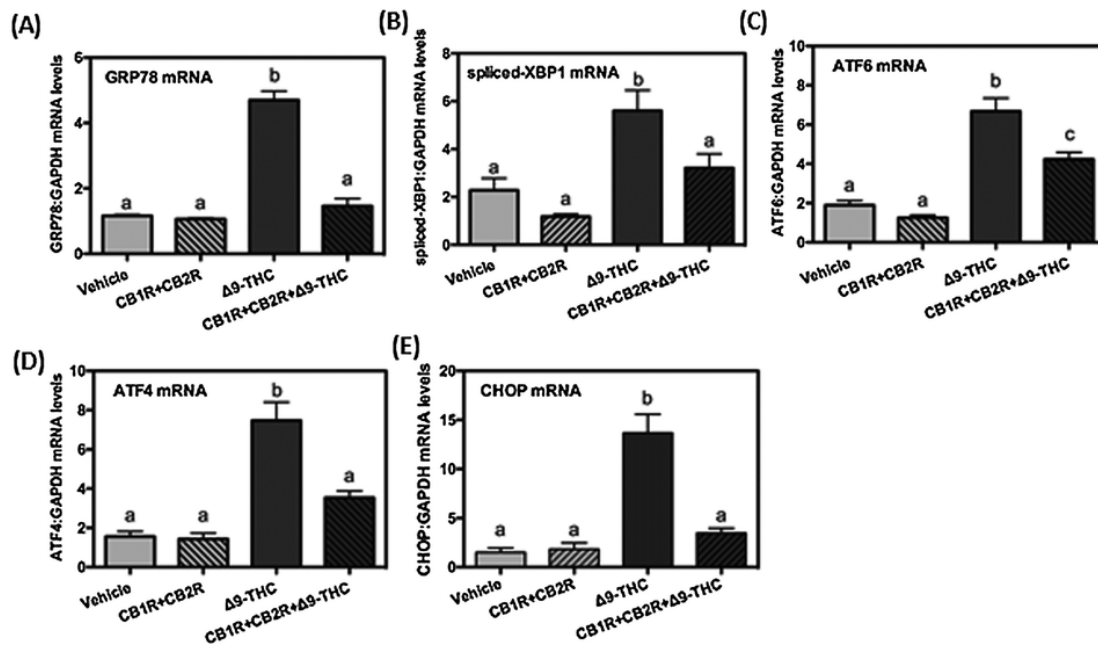 (A)
GRP78 mRNA
GRP78:GAPDH mRNA levels
6
4
2
0
a
a
b
a
Vehicle
CB1R+CB2R
Δ9-THC
CB1R+CB2R+Δ9-THC
(B)
spliced-XBP1 mRNA
spliced-XBP1:GAPDH mRNA levels
8
6
4
2
0
a
a
b
a
Vehicle
CB1R+CB2R
Δ9-THC
CB1R+CB2R+Δ9-THC
(C)
ATF6 mRNA
ATF6:GAPDH mRNA levels
10
8
6
4
2
0
a
a
b
c
Vehicle
CB1R+CB2R
Δ9-THC
CB1R+CB2R+Δ9-THC
(D)
ATF4 mRNA
ATF4:GAPDH mRNA levels
10
8
6
4
2
0
a
a
b
a
Vehicle
CB1R+CB2R
Δ9-THC
CB1R+CB2R+Δ9-THC
(E)
CHOP mRNA
CHOP:GAPDH mRNA levels
20
15
10
5
0
a
a
b
a
Vehicle
CB1R+CB2R
Δ9-THC
CB1R+CB2R+Δ9-THC